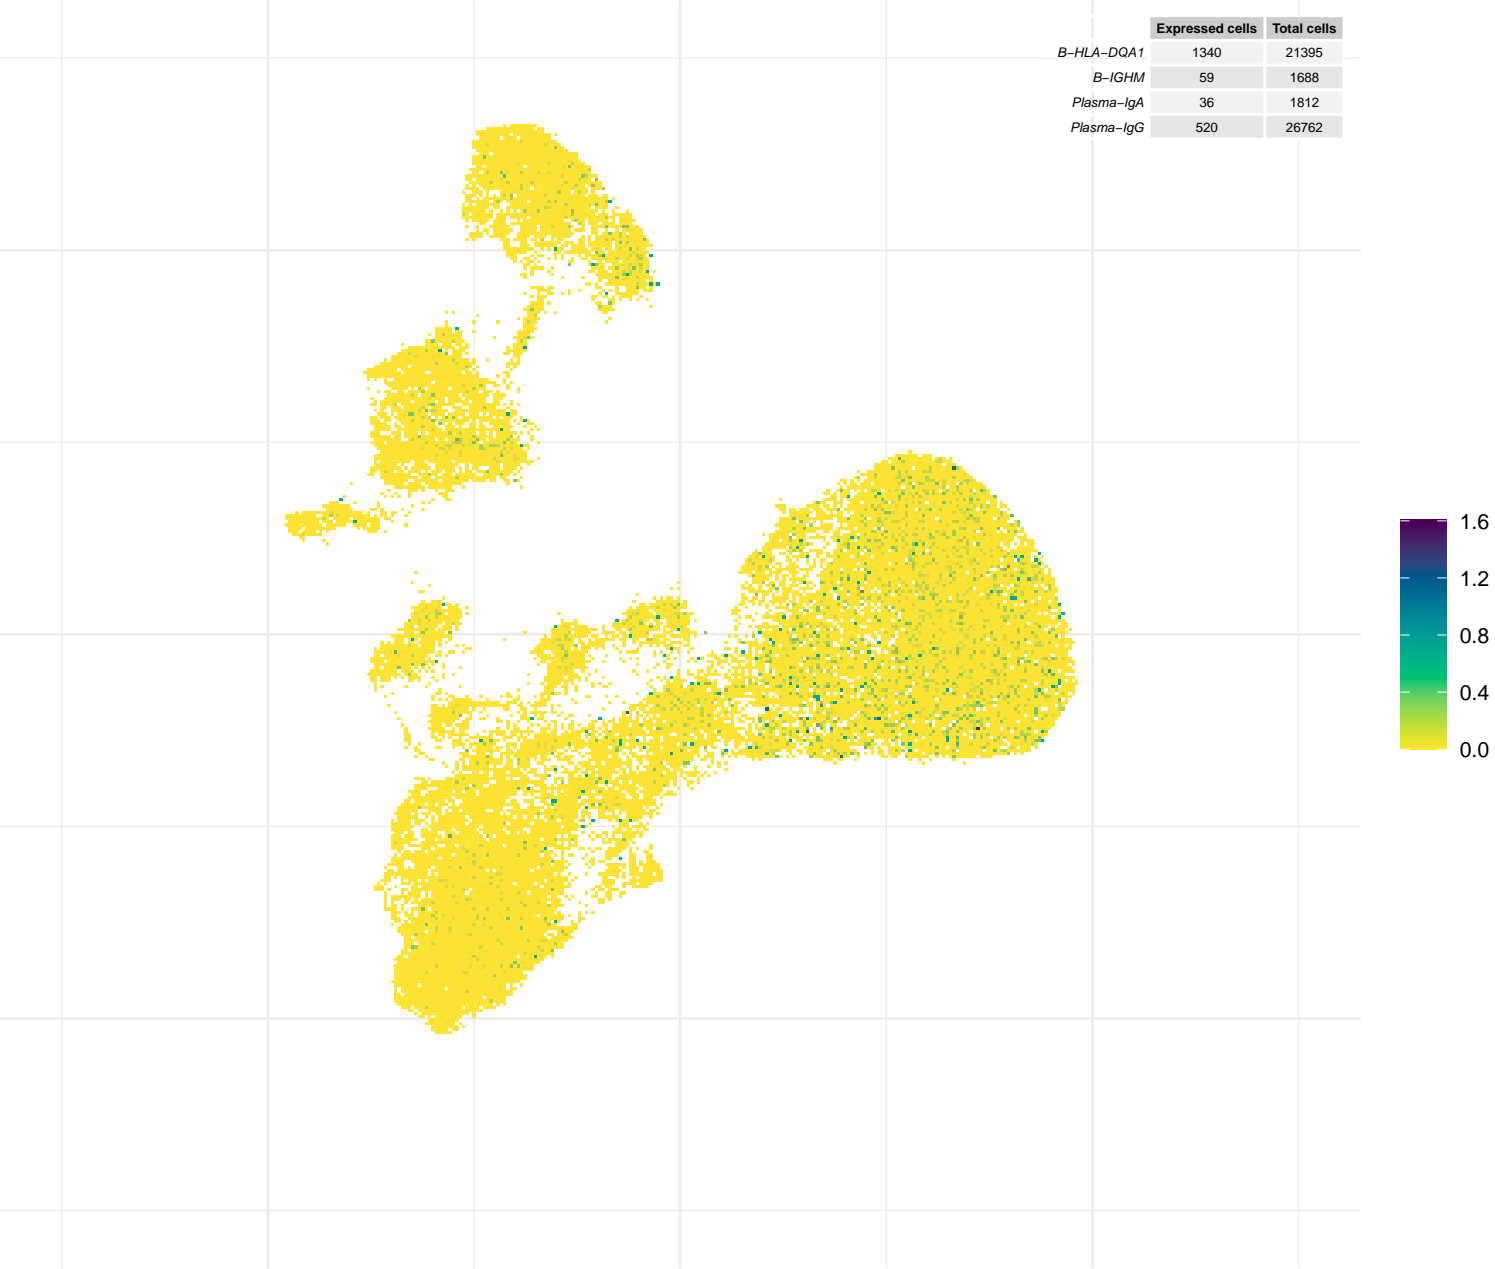 Expressed cells Total cells
B−HLA−DQA1 1340 21395
B−IGHM 59 1688
Plasma−IgA 36 1812
Plasma−IgG 520 26762
1.6
1.2
0.8
0.4
0.0